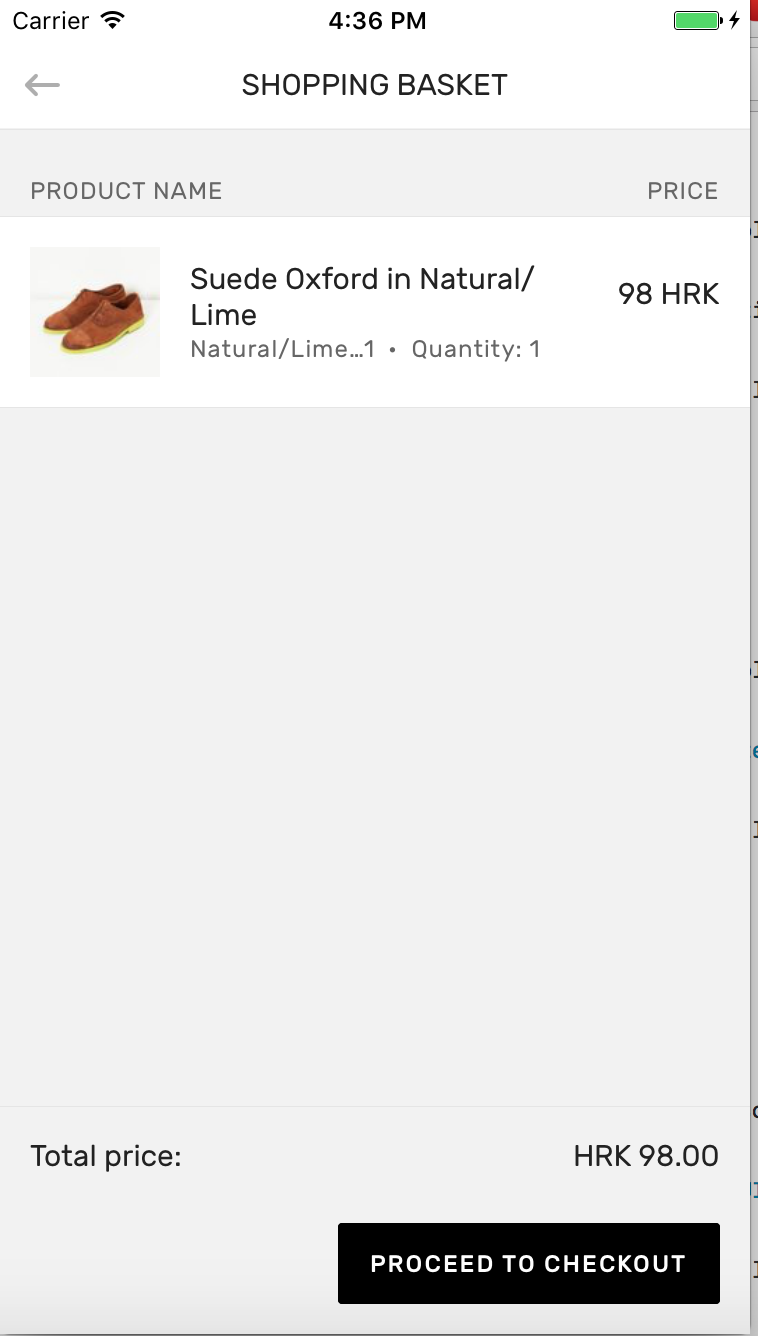 Carrier 4:36 PM
SHOPPING BASKET
PRODUCT NAME PRICE
Suede Oxford in Natural/
Lime
98 HRK
Natural/Lime...1 • Quantity: 1
Total price: HRK 98.00
PROCEED TO CHECKOUT